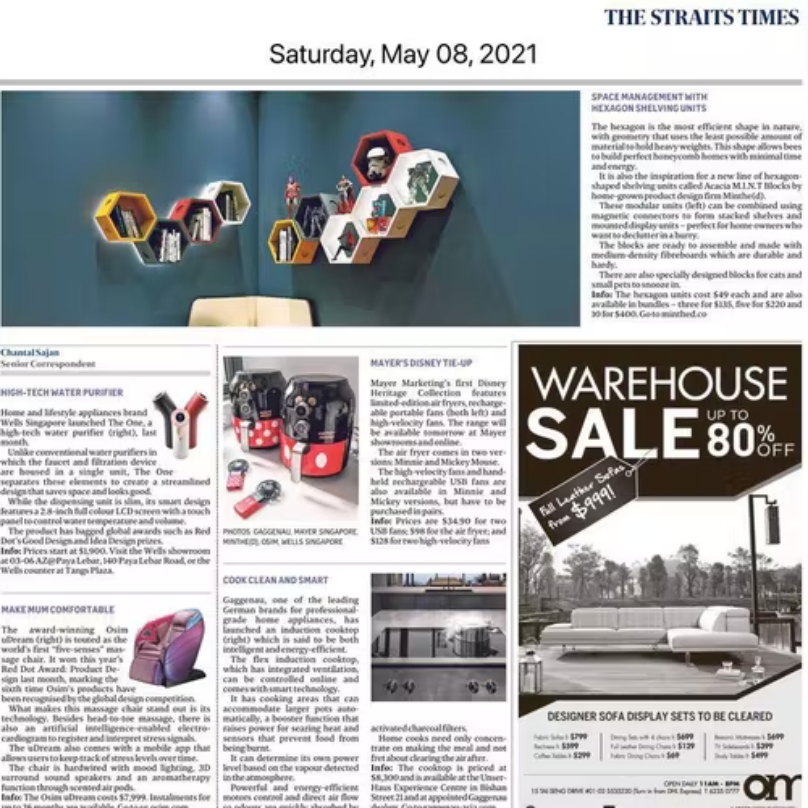 THE STRAITS TIMES
Saturday, May 08, 2021
SPACE MANAGEMENT WITH
HEXAGON SHELVING UNITS
The hexagon is the most efficient shape in nature,
with geometry that uses the least possible amount of
material to hold heavy weights. This shape allows bees
to build perfect honeycomb homes with minimal time
and energy.
It is also the inspiration for a new line of hexagon-
shaped shelving units called Acacia M.I.N.T Blocks by
home-grown product design firm Minthe(d).
These modular units (left) can be combined using
magnetic connectors to form stacked shelves and
mounted display units – perfect for home owners who
want to declutter in a hurry.
The blocks are ready to assemble and made with
medium-density fibreboards which are durable and
hardy.
There are also specially designed blocks for cats and
small pets to snooze in.
Info: The hexagon units cost $49 each and are also
available in bundles – three for $135, five for $220 and
10 for $400. Go to minthed.co
Chantal Sajan
Senior Correspondent
HIGH-TECH WATER PURIFIER
Home and lifestyle appliances brand
Wells Singapore launched The One, a
high-tech water purifier (right), last
month.
Unlike conventional water purifiers in
which the faucet and filtration device
are housed in a single unit, The One
separates these elements to create a streamlined
design that saves space and looks good.
While the dispensing unit is slim, its smart design
features a 2.8-inch full colour LCD screen with a touch
panel to control water temperature and volume.
The product has bagged global awards such as Red
Dot's Good Design and Idea Design prizes.
Info: Prices start at $1,900. Visit the Wells showroom
at 03-06 AZ@Paya Lebar, 140 Paya Lebar Road, or the
Wells counter at Tangs Plaza.
MAKE MUM COMFORTABLE
The award-winning Osim
uDream (right) is touted as the
world's first "five-senses" mas-
sage chair. It won this year's
Red Dot Award: Product De-
sign last month, marking the
sixth time Osim's products have
been recognised by the global design competition.
What makes this massage chair stand out is its
technology. Besides head-to-toe massage, there is
also an artificial intelligence-enabled electro-
cardiogram to register and interpret stress signals.
The uDream also comes with a mobile app that
allows users to keep track of stress levels over time.
The chair is hardwired with mood lighting, 3D
surround sound speakers and an aromatherapy
function through scented air pods.
Info: The Osim uDream costs $7,999. Instalments for
PHOTOS: GAGGENAU, MAYER SINGAPORE,
MINTHE(D), OSIM, WELLS SINGAPORE
COOK CLEAN AND SMART
Gaggenau, one of the leading
German brands for professional-
grade home appliances, has
launched an induction cooktop
(right) which is said to be both
intelligent and energy-efficient.
The flex induction cooktop,
which has integrated ventilation,
can be controlled online and
comes with smart technology.
It has cooking areas that can
accommodate larger pots auto-
matically, a booster function that
raises power for searing heat and
sensors that prevent food from
being burnt.
It can determine its own power
level based on the vapour detected
in the atmosphere.
Powerful and energy-efficient
motors control and direct air flow
MAYER'S DISNEY TIE-UP
Mayer Marketing's first Disney
Heritage Collection features
limited-edition air fryers, recharge-
able portable fans (both left) and
high-velocity fans. The range will
be available tomorrow at Mayer
showrooms and online.
The air fryer comes in two ver-
sions: Minnie and Mickey Mouse.
The high-velocity fans and hand-
held rechargeable USB fans are
also available in Minnie and
Mickey versions, but have to be
purchased in pairs.
Info: Prices are $34.90 for two
USB fans; $98 for the air fryer; and
$128 for two high-velocity fans
activated charcoal filters.
Home cooks need only concen-
trate on making the meal and not
fret about clearing the air after.
Info: The cooktop is priced at
$8,300 and is available at the Unser-
Haus Experience Centre in Bishan
Street 21 and at appointed Gaggenau
WAREHOUSE
SALE UP TO 80% OFF
Full Leather Sofas
from $999!
DESIGNER SOFA DISPLAY SETS TO BE CLEARED
Fabric Sofas fr $799
Recliners fr $599
Coffee Tables fr $299
Dining Sets with 4 chairs fr $699
Full Leather Dining Chairs fr $129
Fabric Dining Chairs fr $69
$699
TV Sideboards fr $399
Study Tables fr $499
OPEN DAILY 11AM - 8PM
om